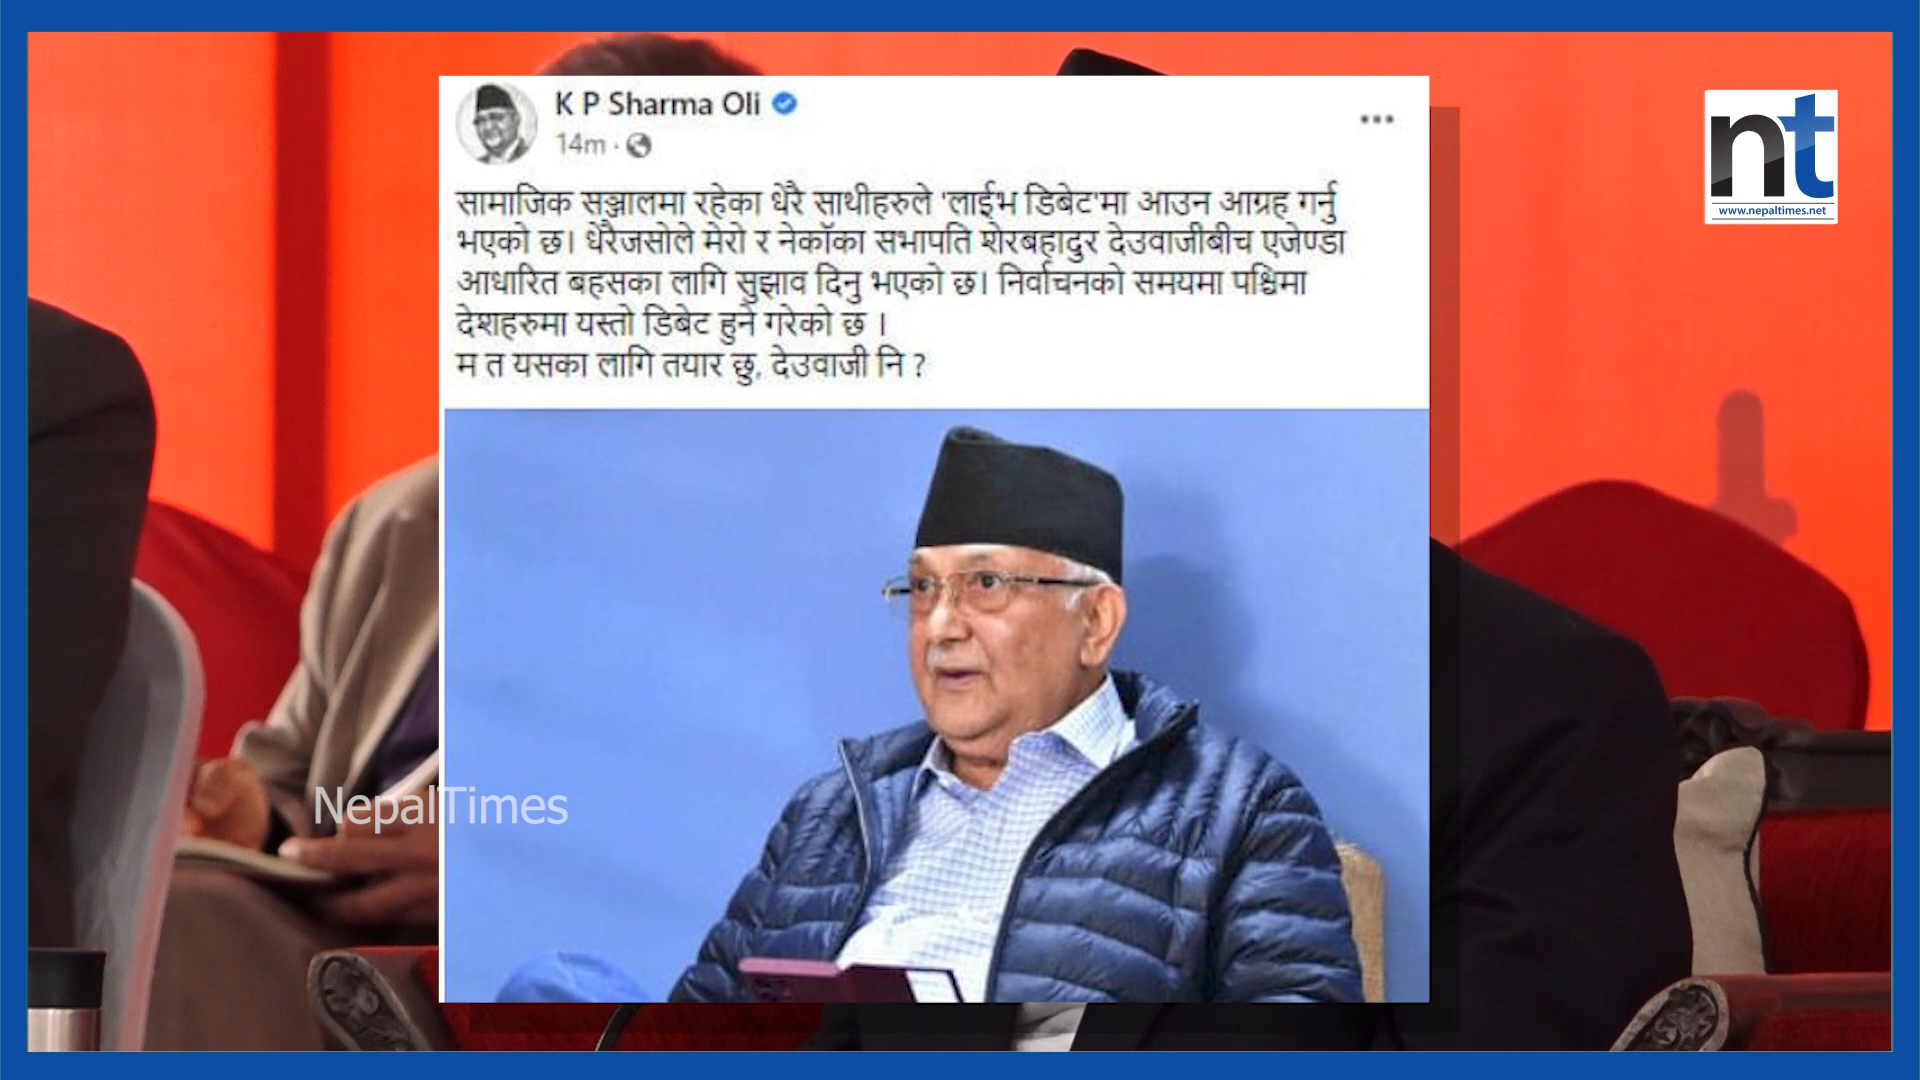 K P Sharma Oli
14m
सामाजिक सञ्जालमा रहेका धेरै साथीहरुले 'लाईभ डिबेट'मा आउन आग्रह गर्नु
भएको छ। धेरैजसोले मेरो र नेकॉका सभापति शेरबहादुर देउवाजीबीच एजेण्डा
आधारित बहसका लागि सुझाव दिनु भएको छ। निर्वाचनको समयमा पश्चिमा
देशहरुमा यस्तो डिबेट हुने गरेको छ ।
म त यसका लागि तयार छु, देउवाजी नि ?
nt
www.nepaltimes.net
NepalTimes